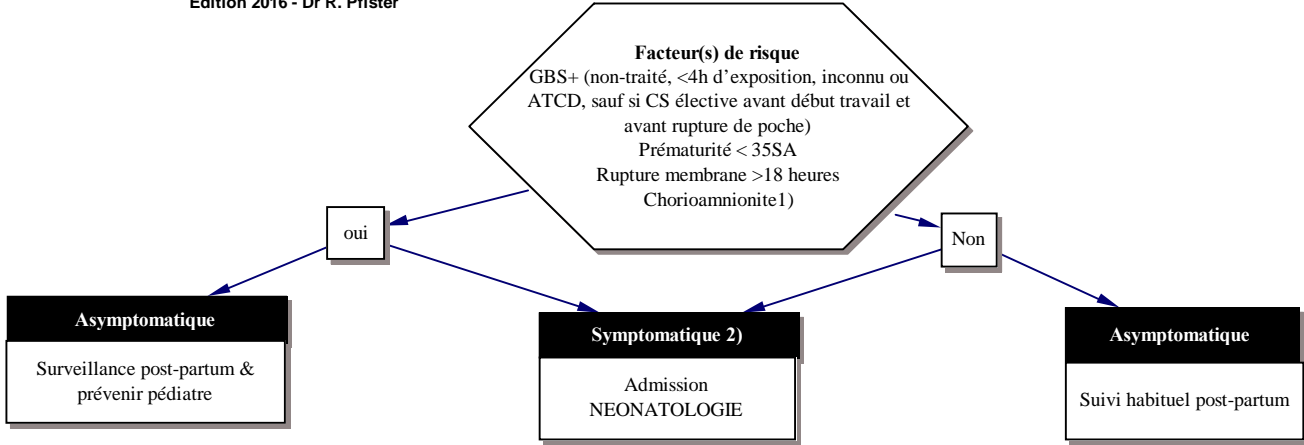 Edition 2016 - Dr R. Pfister
Facteur(s) de risque
GBS+ (non-traité, <4h d’exposition, inconnu ou
ATCD, sauf si CS élective avant début travail et
avant rupture de poche)
Prématurité < 35SA
Rupture membrane >18 heures
Chorioamnionite1)
oui
Non
Asymptomatique
Surveillance post-partum &
prévenir pédiatre
Symptomatique 2)
Admission
NEONATOLOGIE
Asymptomatique
Suivi habituel post-partum